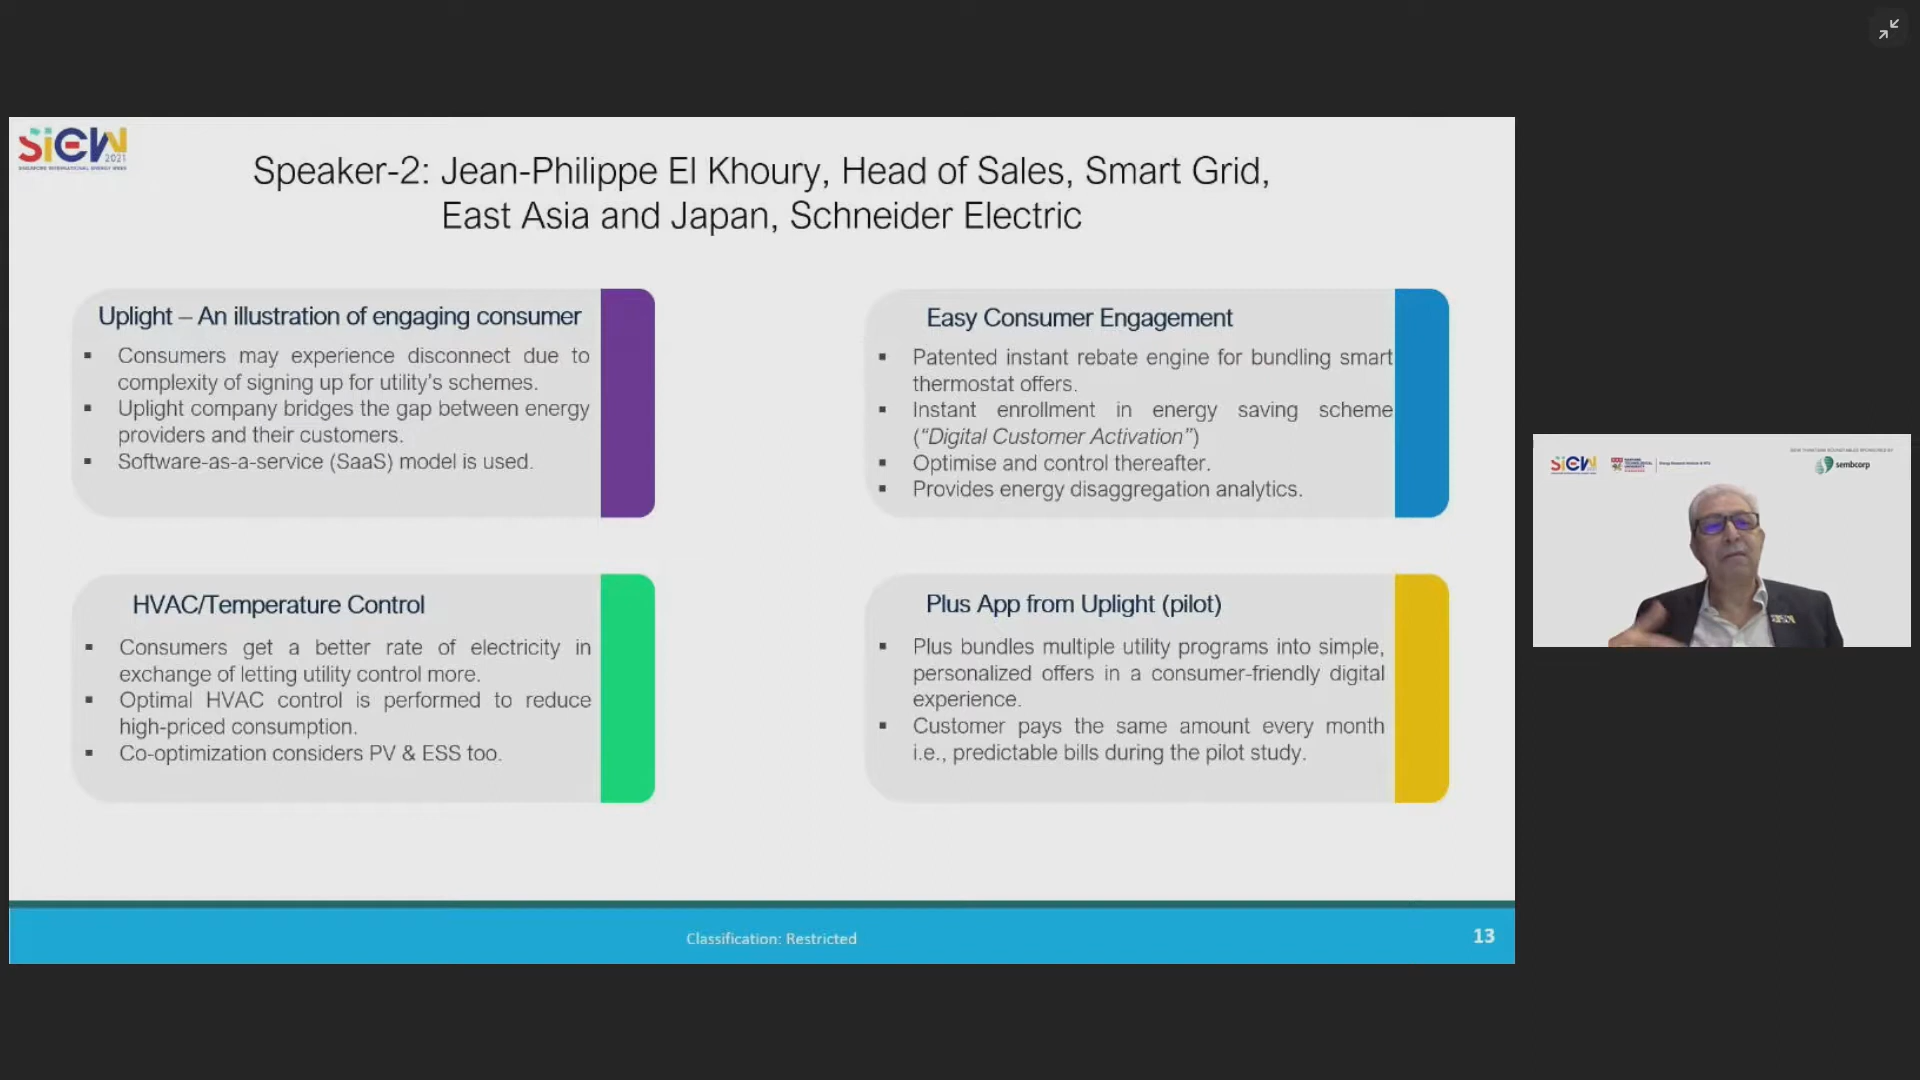 SiEW
2021
SINGAPORE INTERNATIONAL ENERGY WEEK
Speaker-2: Jean-Philippe El Khoury, Head of Sales, Smart Grid,
East Asia and Japan, Schneider Electric
Uplight – An illustration of engaging consumer
▪ Consumers may experience disconnect due to
complexity of signing up for utility's schemes.
▪ Uplight company bridges the gap between energy
providers and their customers.
▪ Software-as-a-service (SaaS) model is used.
Easy Consumer Engagement
▪ Patented instant rebate engine for bundling smart
thermostat offers.
▪ Instant enrollment in energy saving scheme
(“Digital Customer Activation”)
▪ Optimise and control thereafter.
▪ Provides energy disaggregation analytics.
HVAC/Temperature Control
▪ Consumers get a better rate of electricity in
exchange of letting utility control more.
▪ Optimal HVAC control is performed to reduce
high-priced consumption.
▪ Co-optimization considers PV & ESS too.
Plus App from Uplight (pilot)
▪ Plus bundles multiple utility programs into simple,
personalized offers in a consumer-friendly digital
experience.
▪ Customer pays the same amount every month
i.e., predictable bills during the pilot study.
Classification: Restricted
13
SiEW
sembcorp